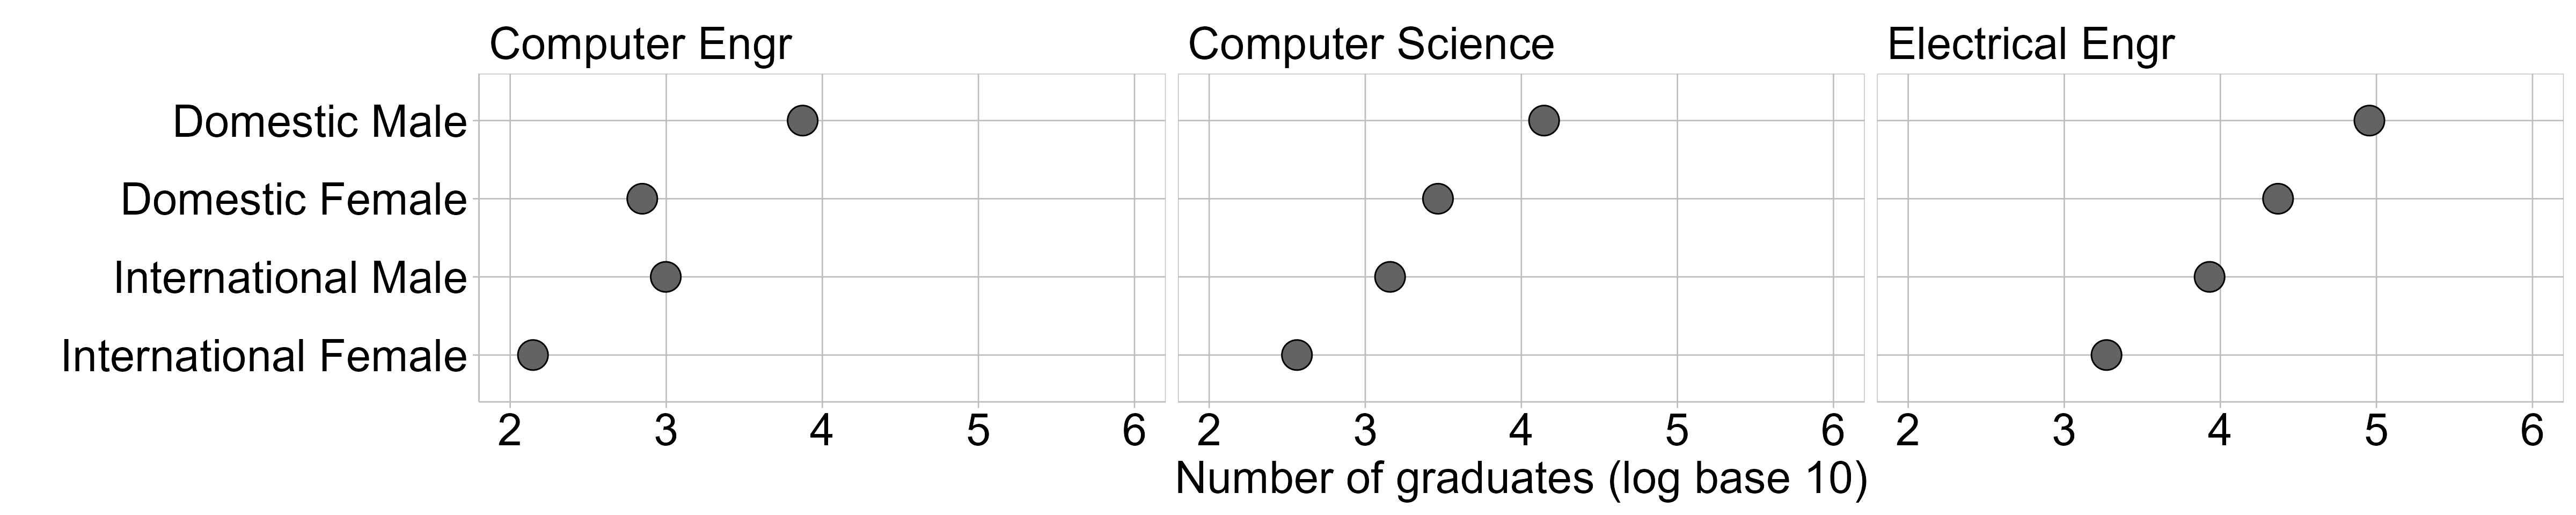 Computer Engr
Computer Science
Electrical Engr
Domestic Male
Domestic Female
International Male
International Female
2 3 4 5 6
2 3 4 5 6
2 3 4 5 6
Number of graduates (log base 10)